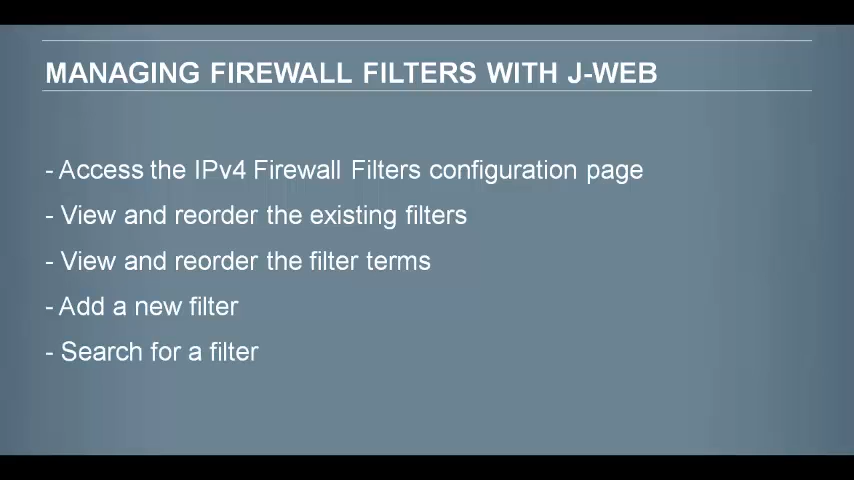 MANAGING FIREWALL FILTERS WITH J-WEB
- Access the IPv4 Firewall Filters configuration page
- View and reorder the existing filters
- View and reorder the filter terms
- Add a new filter
- Search for a filter